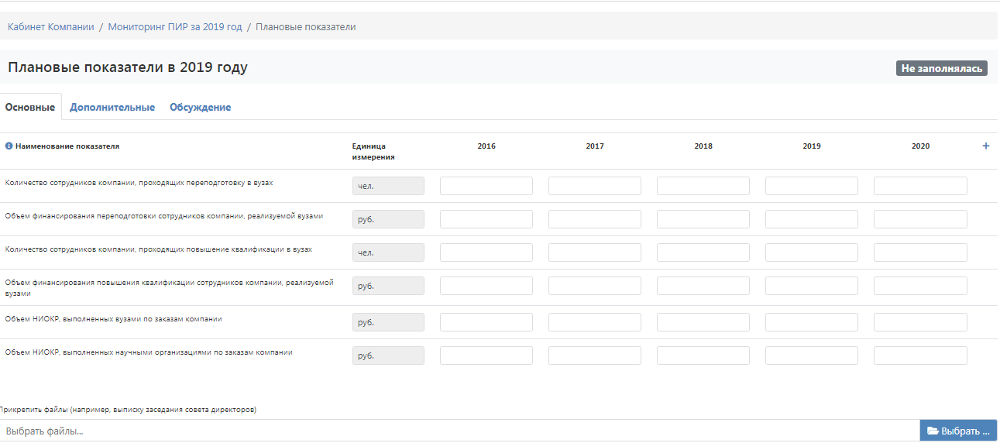 Кабинет Компании / Мониторинг ПИР за 2019 год / Плановые показатели
Плановые показатели в 2019 году
Не заполнялась
Основные Дополнительные Обсуждение
Наименование показателя Единица измерения 2016 2017 2018 2019 2020 +
Количество сотрудников компании, проходящих переподготовку в вузах чел.
Объем финансирования переподготовки сотрудников компании, реализуемой вузами руб.
Количество сотрудников компании, проходящих повышение квалификации в вузах чел.
Объем финансирования повышения квалификации сотрудников компании, реализуемой
вузами руб.
Объем НИОКР, выполненных вузами по заказам компании руб.
Объем НИОКР, выполненных научными организациями по заказам компании руб.
Прикрепить файлы (например, выписку заседания совета директоров)
Выбрать файлы... Выбрать ...